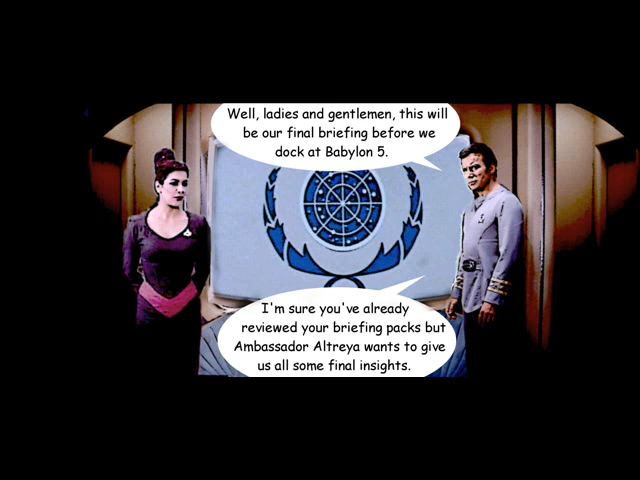 Well, ladies and gentlemen, this will
be our final briefing before we
dock at Babylon 5.
I'm sure you've already
reviewed your briefing packs but
Ambassador Altreya wants to give
us all some final insights.